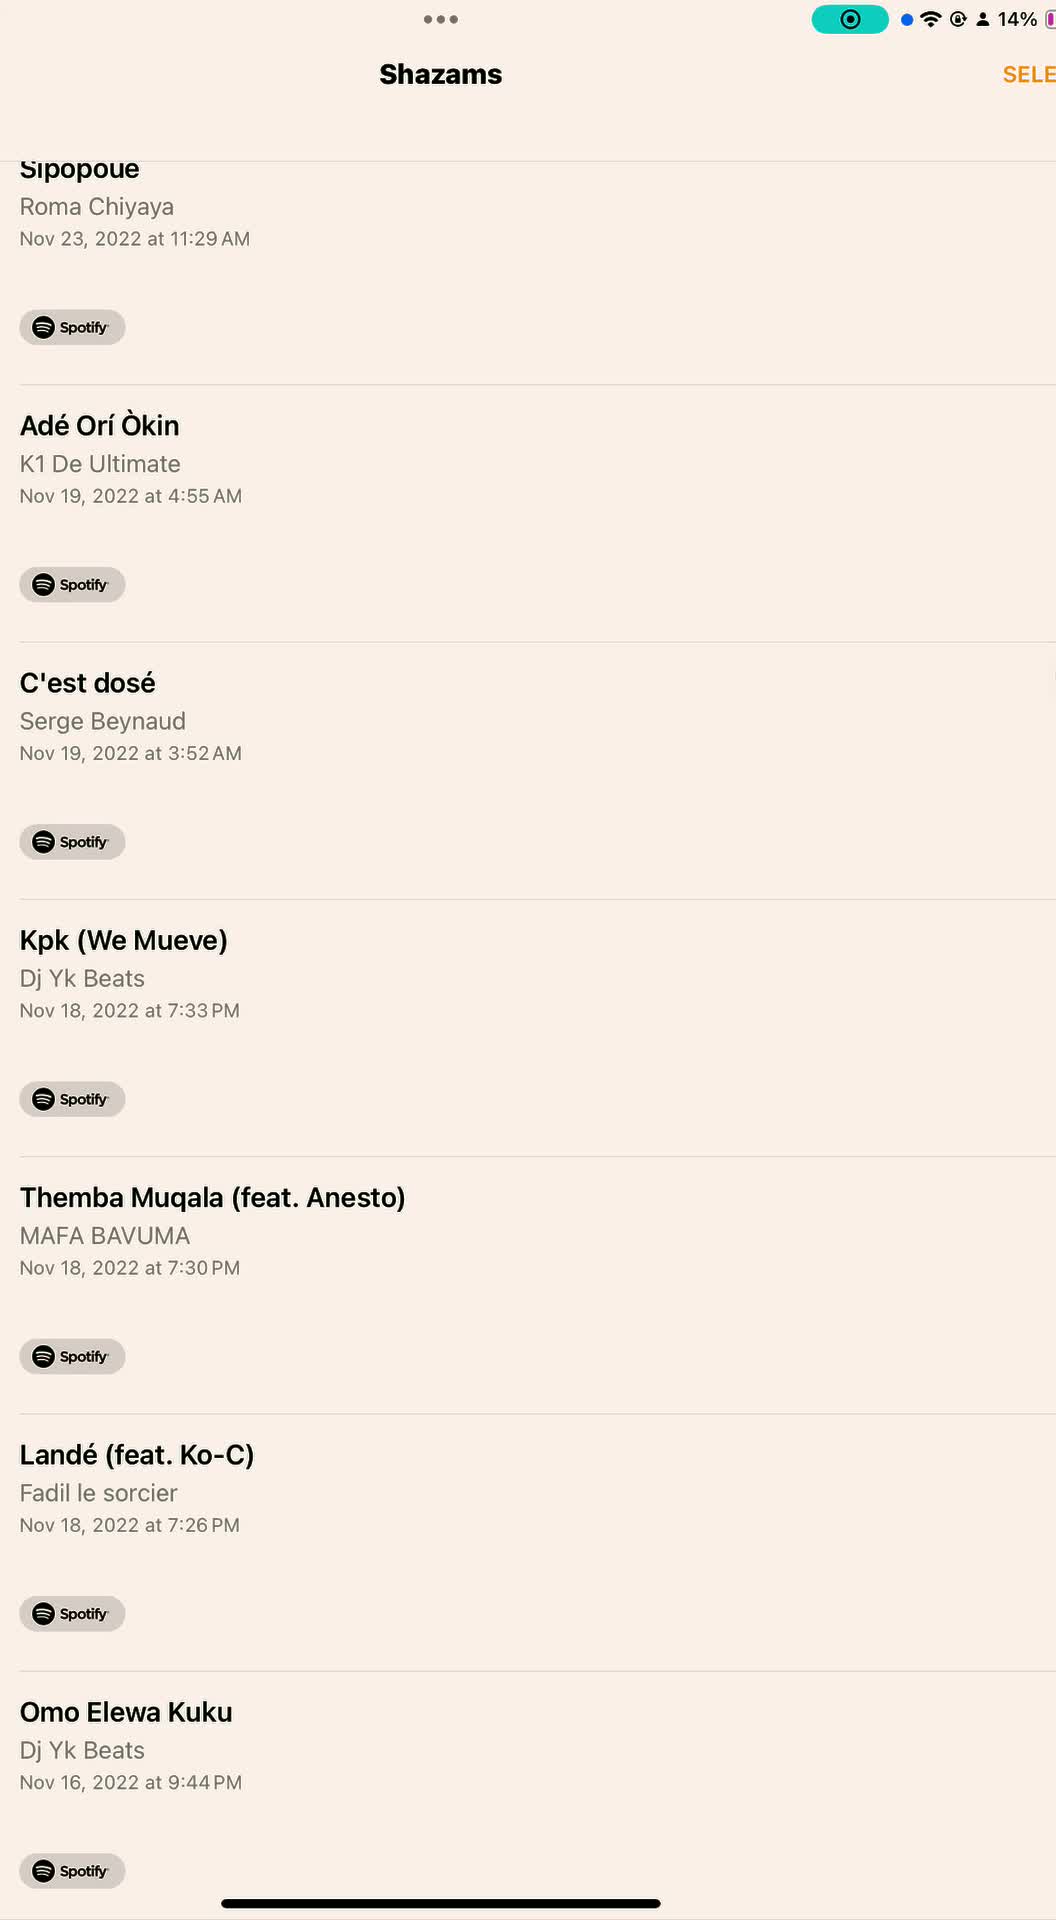 14%
Shazams
SELE
Sipopoue
Roma Chiyaya
Nov 23, 2022 at 11:29 AM
Spotify
Adé Orí Òkin
K1 De Ultimate
Nov 19, 2022 at 4:55 AM
Spotify
C'est dosé
Serge Beynaud
Nov 19, 2022 at 3:52 AM
Spotify
Kpk (We Mueve)
Dj Yk Beats
Nov 18, 2022 at 7:33 PM
Spotify
Themba Muqala (feat. Anesto)
MAFA BAVUMA
Nov 18, 2022 at 7:30 PM
Spotify
Landé (feat. Ko-C)
Fadil le sorcier
Nov 18, 2022 at 7:26 PM
Spotify
Omo Elewa Kuku
Dj Yk Beats
Nov 16, 2022 at 9:44 PM
Spotify